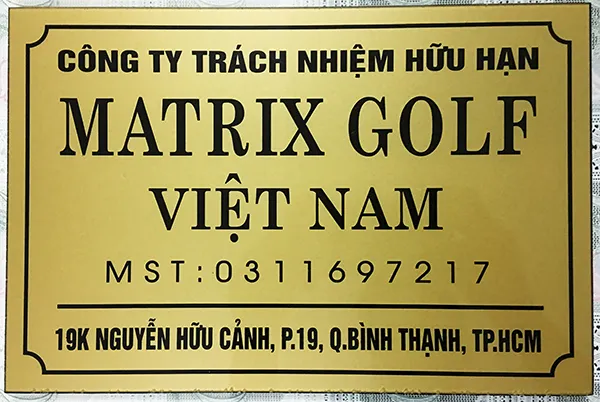 CÔNG TY TRÁCH NHIỆM HỮU HẠN
MATRIX GOLF
VIỆT NAM
MST:0311697217
19K NGUYỄN HỮU CẢNH, P.19, Q.BÌNH THẠNH, TP.HCM